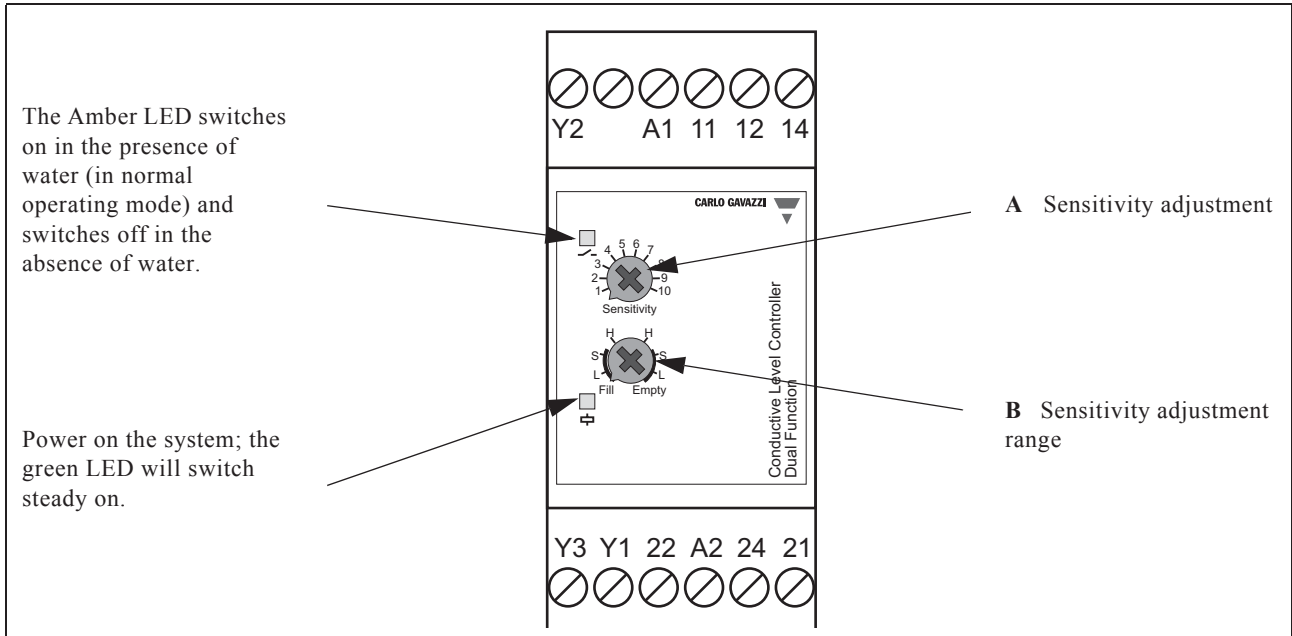 The Amber LED switches
on in the presence of
water (in normal
operating mode) and
switches off in the
absence of water.
Power on the system; the
green LED will switch
steady on.
Y2 A1 11 12 14
CARLO GAVAZZI
1 2 3 4 5 6 7 8 9 10
Sensitivity
H H
S S
L L
Fill Empty
Conductive Level Controller
Dual Function
Y3 Y1 22 A2 24 21
A Sensitivity adjustment
B Sensitivity adjustment
range